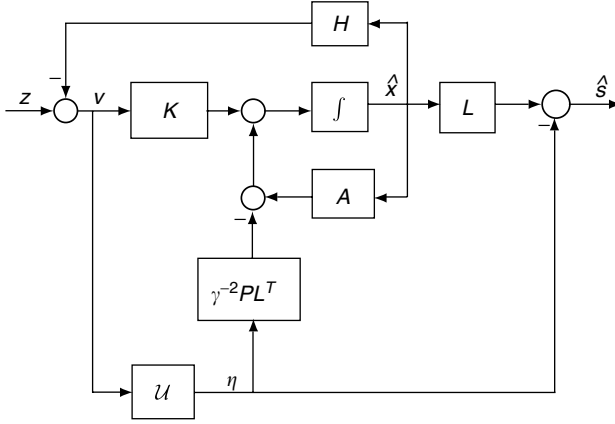 H
−
z
v
K
∫
x̂
L
ŝ
−
A
−
γ⁻²PLᵀ
𝒰
η